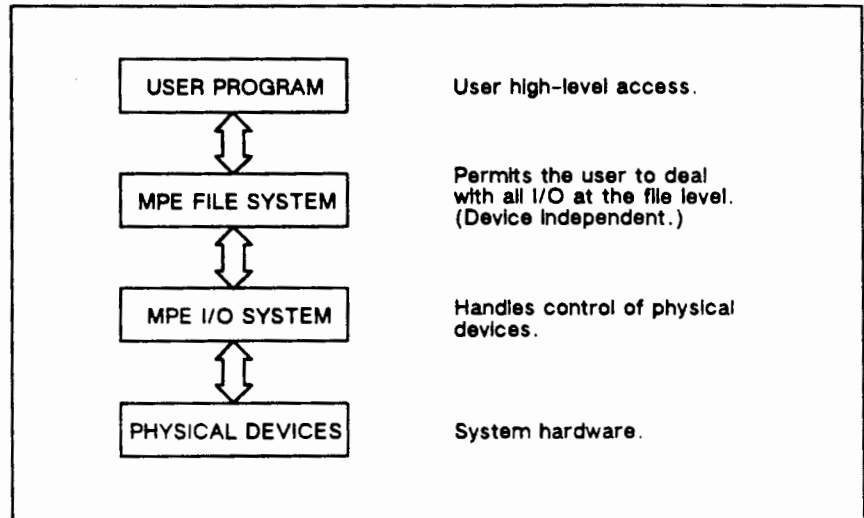 USER PROGRAM
User high-level access.
MPE FILE SYSTEM
Permits the user to deal
with all I/O at the file level.
(Device independent.)
MPE I/O SYSTEM
Handles control of physical
devices.
PHYSICAL DEVICES
System hardware.